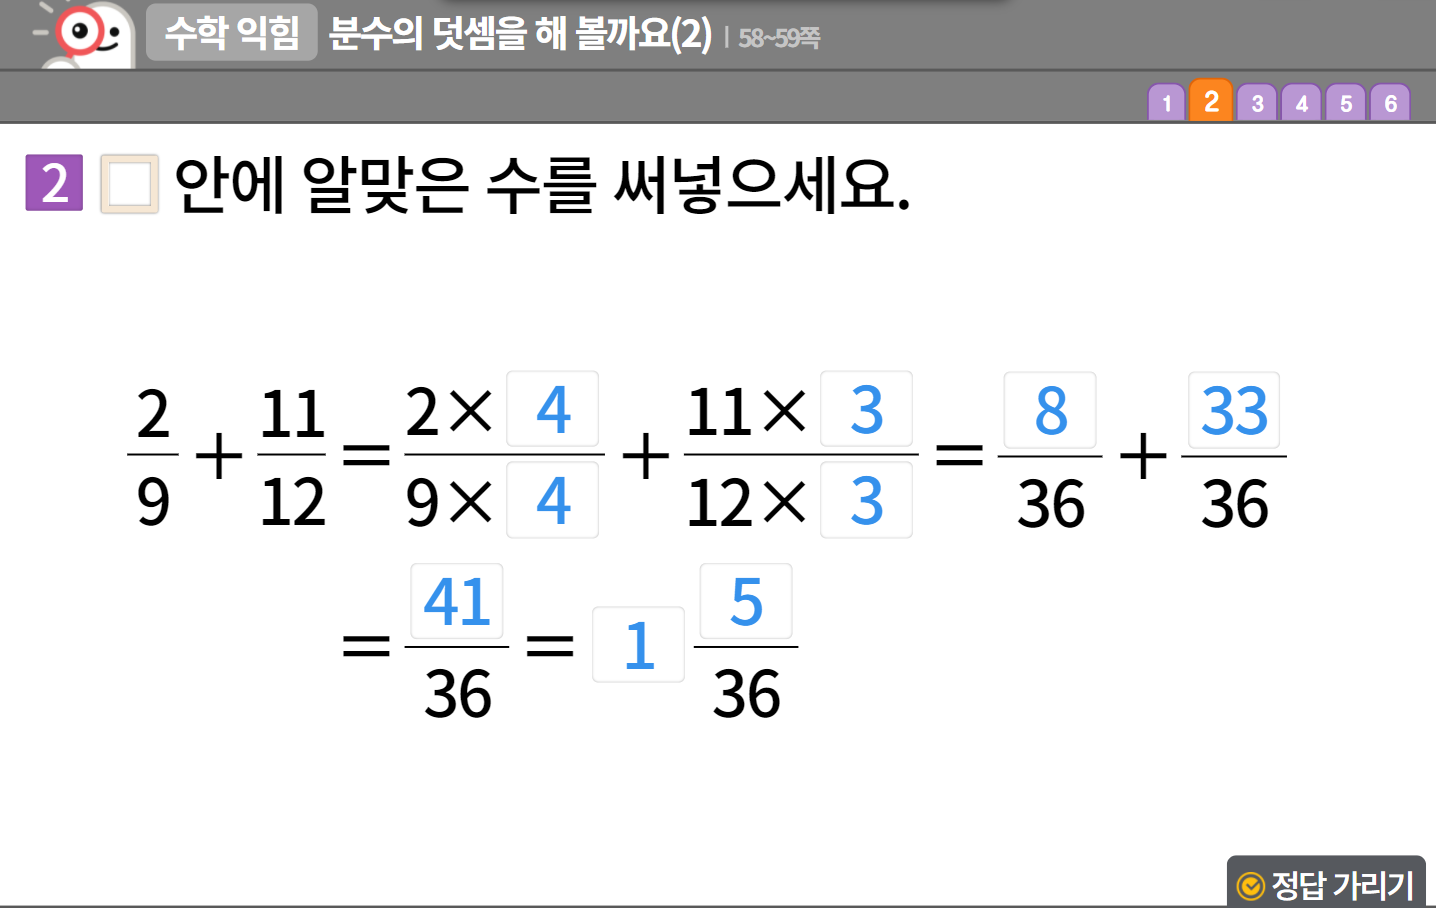 수학 익힘 분수의 덧셈을 해 볼까요(2) | 58~59쪽
1 2 3 4 5 6
2 □ 안에 알맞은 수를 써넣으세요.
2/9 + 11/12 = 2×4/9×4 + 11×3/12×3 = 8/36 + 33/36
= 41/36 = 1 5/36
정답 가리기